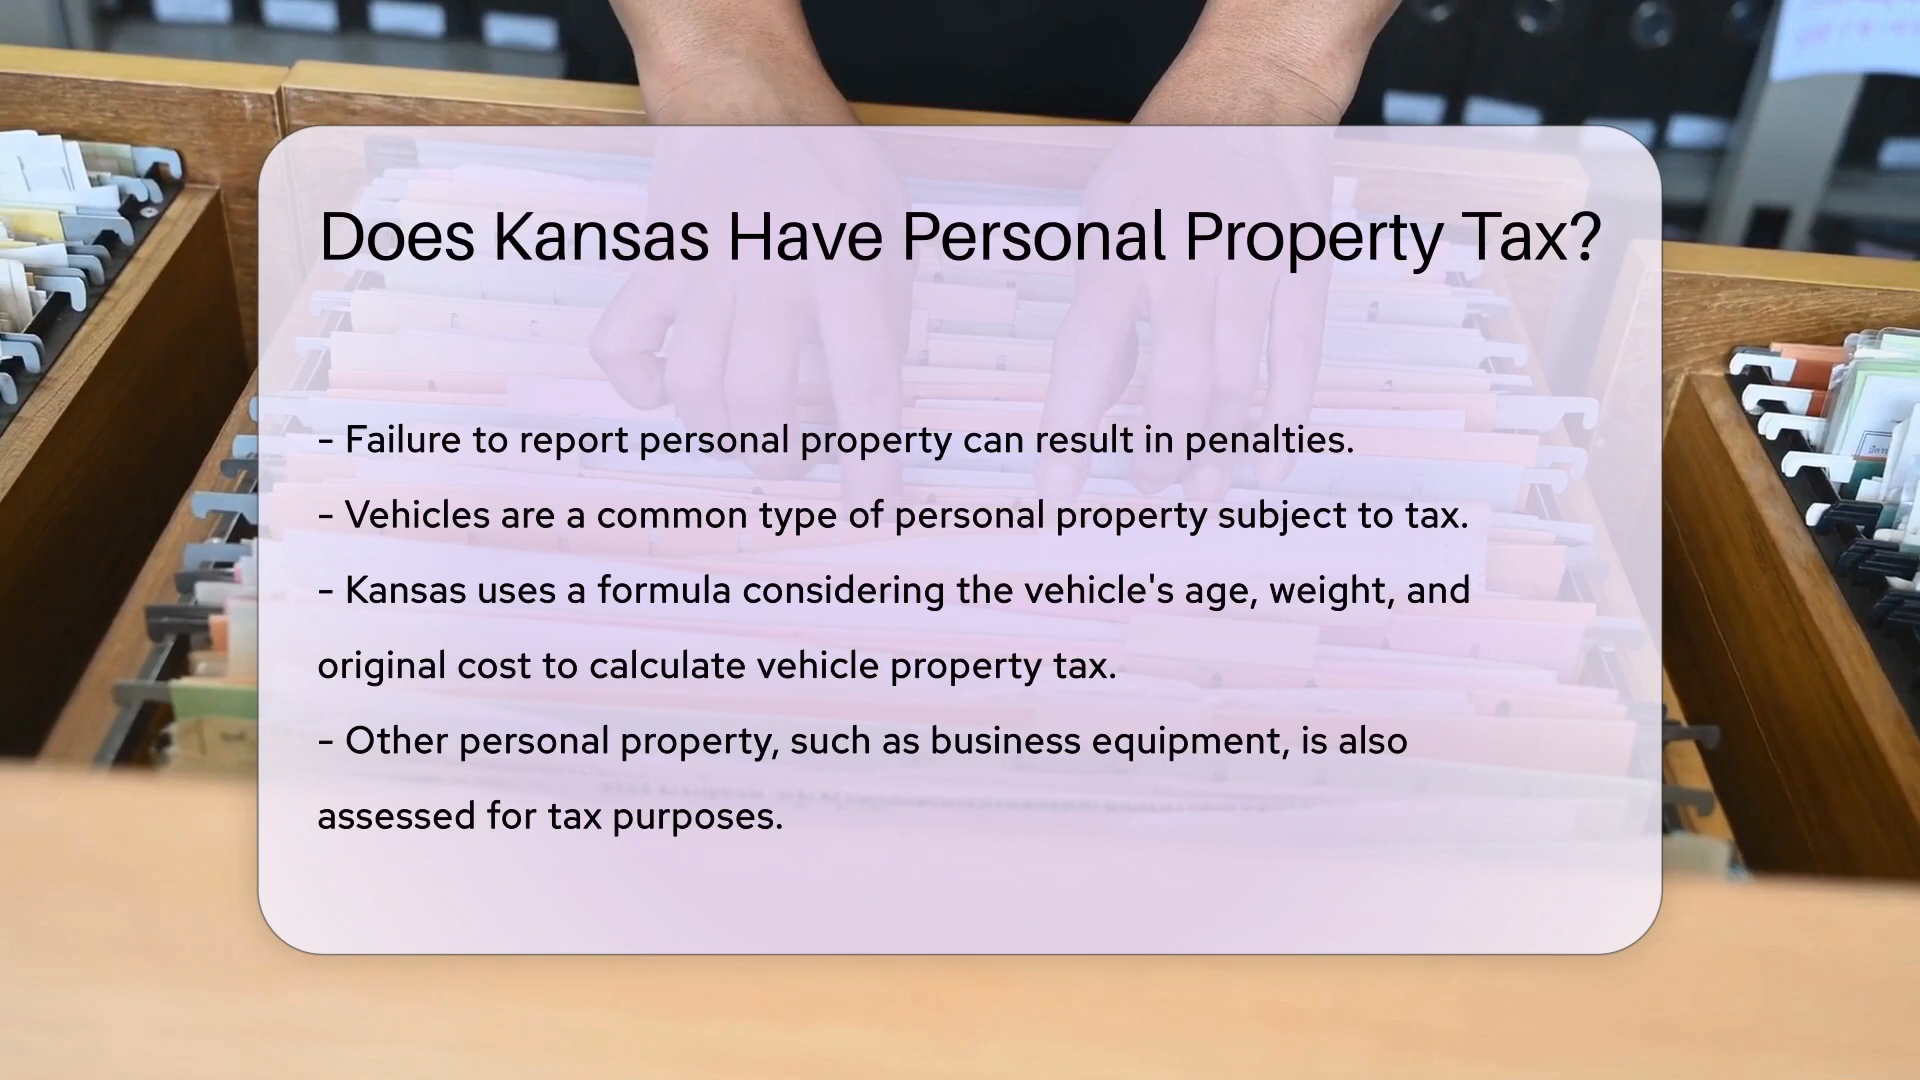 Does Kansas Have Personal Property Tax?
- Failure to report personal property can result in penalties.
- Vehicles are a common type of personal property subject to tax.
- Kansas uses a formula considering the vehicle's age, weight, and
original cost to calculate vehicle property tax.
- Other personal property, such as business equipment, is also
assessed for tax purposes.